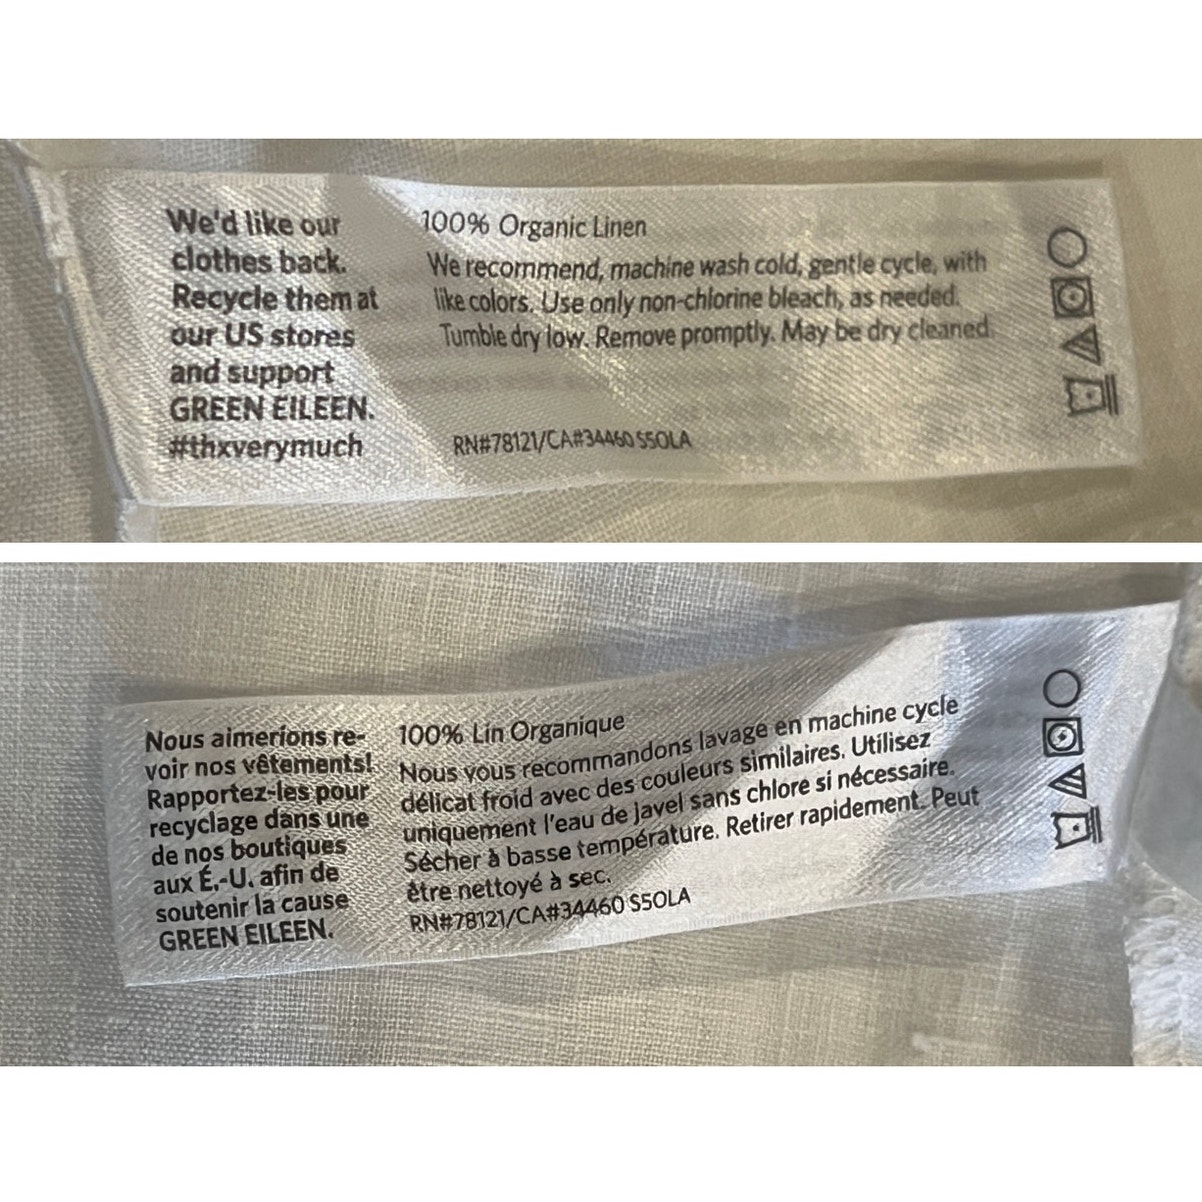 We'd like our
clothes back.
Recycle them at
our US stores
and support
GREEN EILEEN.
#thxverymuch
100% Organic Linen
We recommend, machine wash cold, gentle cycle, with
like colors. Use only non-chlorine bleach, as needed.
Tumble dry low. Remove promptly. May be dry cleaned.
RN#78121/CA#34460 S5OLA
Nous aimerions re-
voir nos vêtements!
Rapportez-les pour
recyclage dans une
de nos boutiques
aux É.-U. afin de
soutenir la cause
GREEN EILEEN.
100% Lin Organique
Nous vous recommandons lavage en machine cycle
délicat froid avec des couleurs similaires. Utilisez
uniquement l'eau de javel sans chlore si nécessaire.
Sécher à basse température. Retirer rapidement. Peut
être nettoyé à sec.
RN#78121/CA#34460 S5OLA